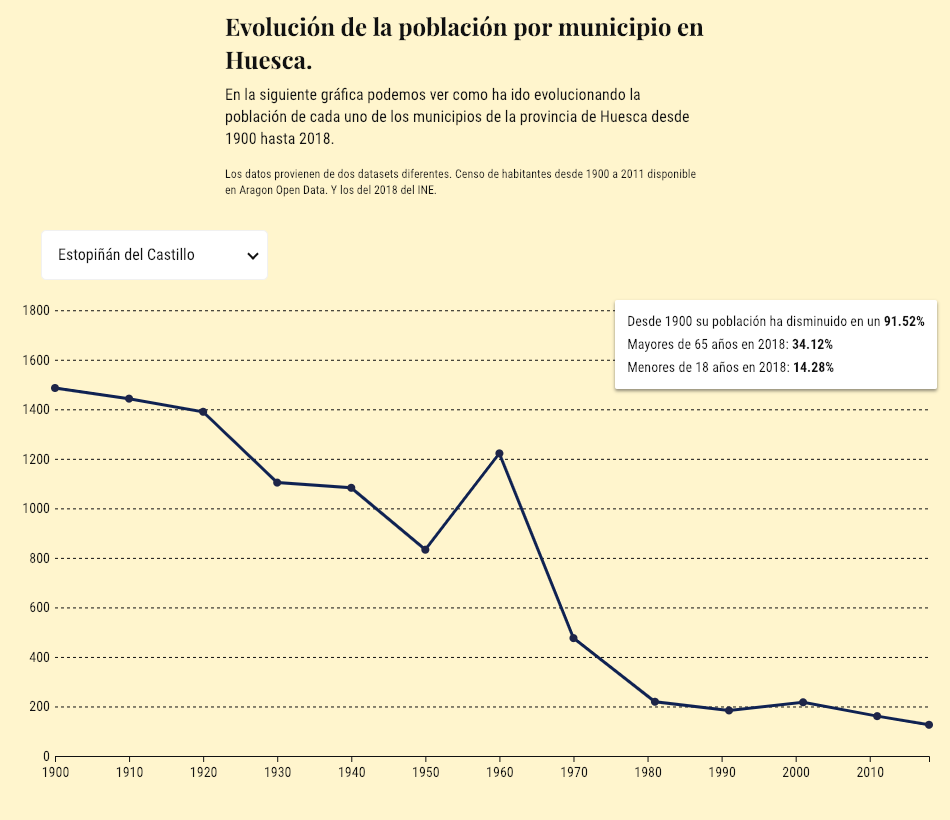 Evolución de la población por municipio en
Huesca.
En la siguiente gráfica podemos ver como ha ido evolucionando la
población de cada uno de los municipios de la provincia de Huesca desde
1900 hasta 2018.
Los datos provienen de dos datasets diferentes. Censo de habitantes desde 1900 a 2011 disponible
en Aragon Open Data. Y los del 2018 del INE.
Estopiñán del Castillo
Desde 1900 su población ha disminuido en un 91.52%
Mayores de 65 años en 2018: 34.12%
Menores de 18 años en 2018: 14.28%
1800
1600
1400
1200
1000
800
600
400
200
0
1900 1910 1920 1930 1940 1950 1960 1970 1980 1990 2000 2010